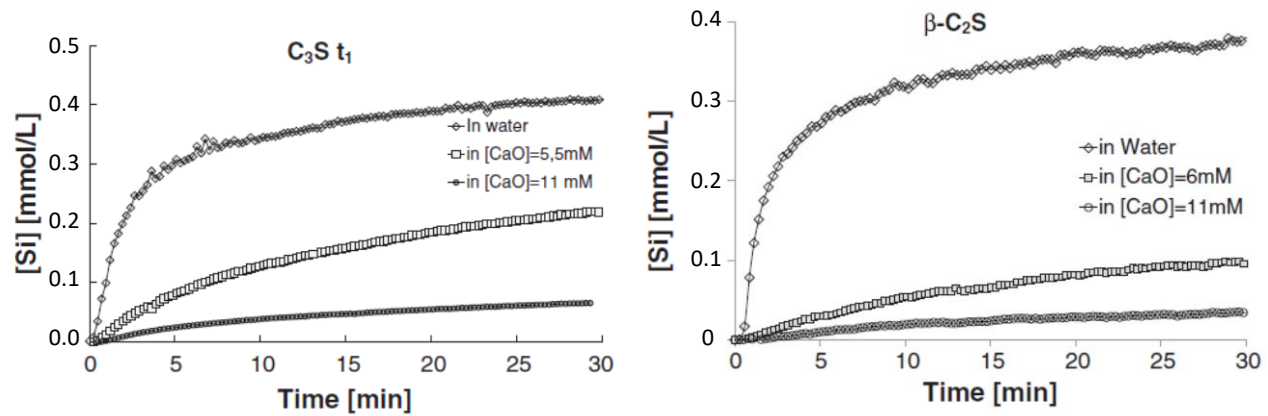 C₃S t₁
[Si] [mmol/L]
0.5
0.4
0.3
0.2
0.1
0.0
In water
in [CaO]=5,5mM
in [CaO]=11 mM
0 5 10 15 20 25 30
Time [min]
β-C₂S
[Si] [mmol/L]
0.4
0.3
0.2
0.1
0
in Water
in [CaO]=6mM
in [CaO]=11mM
0 5 10 15 20 25 30
Time [min]